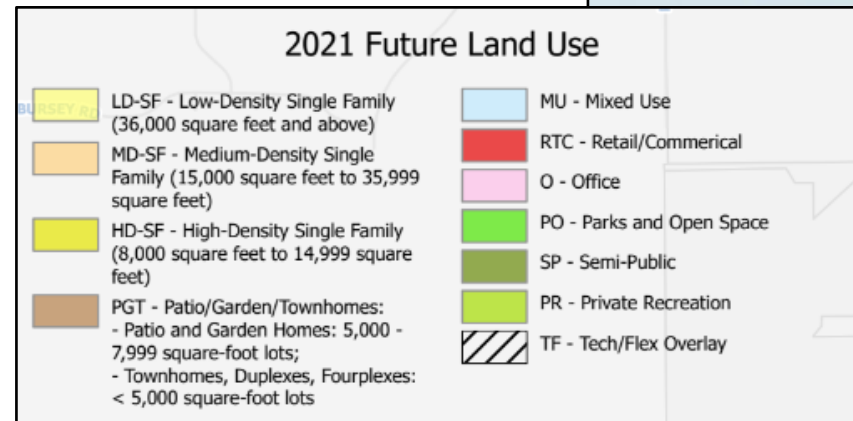 2021 Future Land Use
BURSEY RD
LD-SF - Low-Density Single Family
(36,000 square feet and above)
MD-SF - Medium-Density Single
Family (15,000 square feet to 35,999
square feet)
HD-SF - High-Density Single Family
(8,000 square feet to 14,999 square
feet)
PGT - Patio/Garden/Townhomes:
- Patio and Garden Homes: 5,000 -
7,999 square-foot lots;
- Townhomes, Duplexes, Fourplexes:
< 5,000 square-foot lots
MU - Mixed Use
RTC - Retail/Commerical
O - Office
PO - Parks and Open Space
SP - Semi-Public
PR - Private Recreation
TF - Tech/Flex Overlay